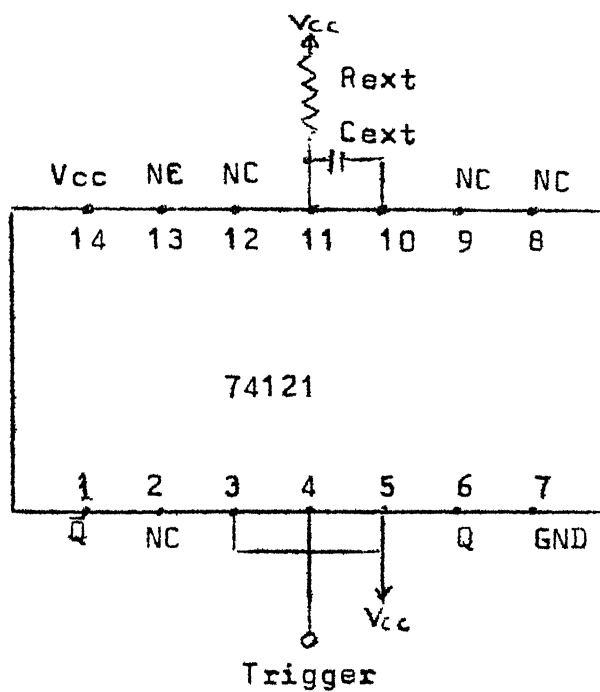 Vcc
Rext
Cext
Vcc NC NC NC NC
14 13 12 11 10 9 8
74121
1 2 3 4 5 6 7
Q̄ NC Q GND
Vcc
Trigger